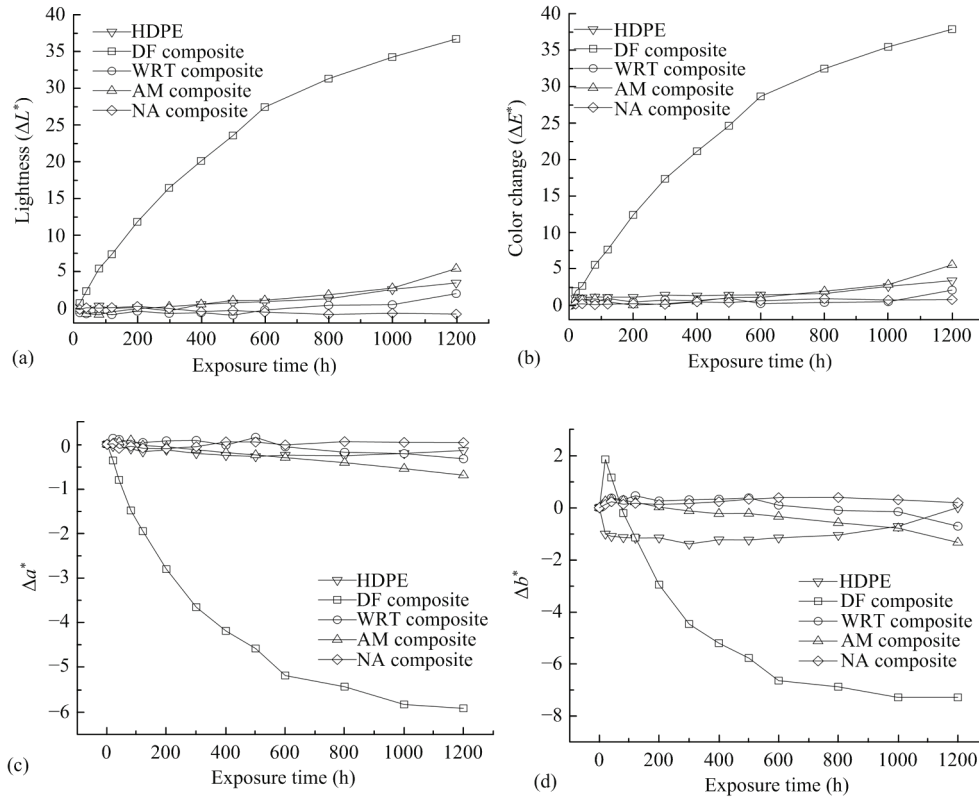 40
35
30
25
20
15
10
5
0
Lightness (ΔL*)
HDPE
DF composite
WRT composite
AM composite
NA composite
0 200 400 600 800 1000 1200
Exposure time (h)
(a)
40
35
30
25
20
15
10
5
0
Color change (ΔE*)
HDPE
DF composite
WRT composite
AM composite
NA composite
0 200 400 600 800 1000 1200
Exposure time (h)
(b)
0
−1
−2
−3
−4
−5
−6
Δa*
HDPE
DF composite
WRT composite
AM composite
NA composite
0 200 400 600 800 1000 1200
Exposure time (h)
(c)
2
0
−2
−4
−6
−8
Δb*
HDPE
DF composite
WRT composite
AM composite
NA composite
0 200 400 600 800 1000 1200
Exposure time (h)
(d)